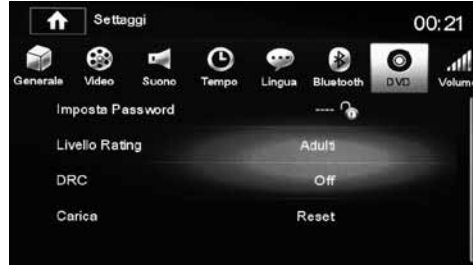 Settaggi 00:21
Generale Video Suono Tempo Lingua Bluetooth DVD Volume
Imposta Password ----
Livello Rating Adulti
DRC Off
Carica Reset